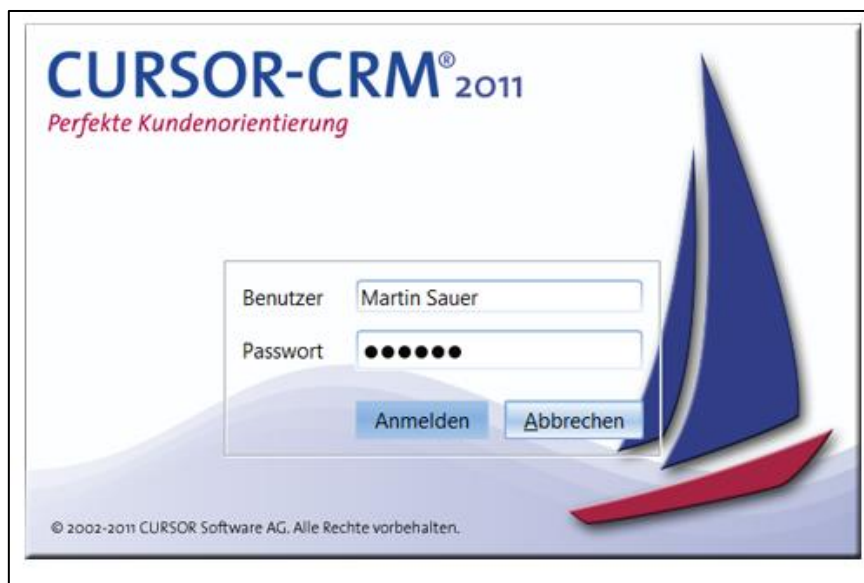 CURSOR-CRM® 2011
Perfekte Kundenorientierung
Benutzer Martin Sauer
Passwort ●●●●●●
Anmelden Abbrechen
© 2002-2011 CURSOR Software AG. Alle Rechte vorbehalten.